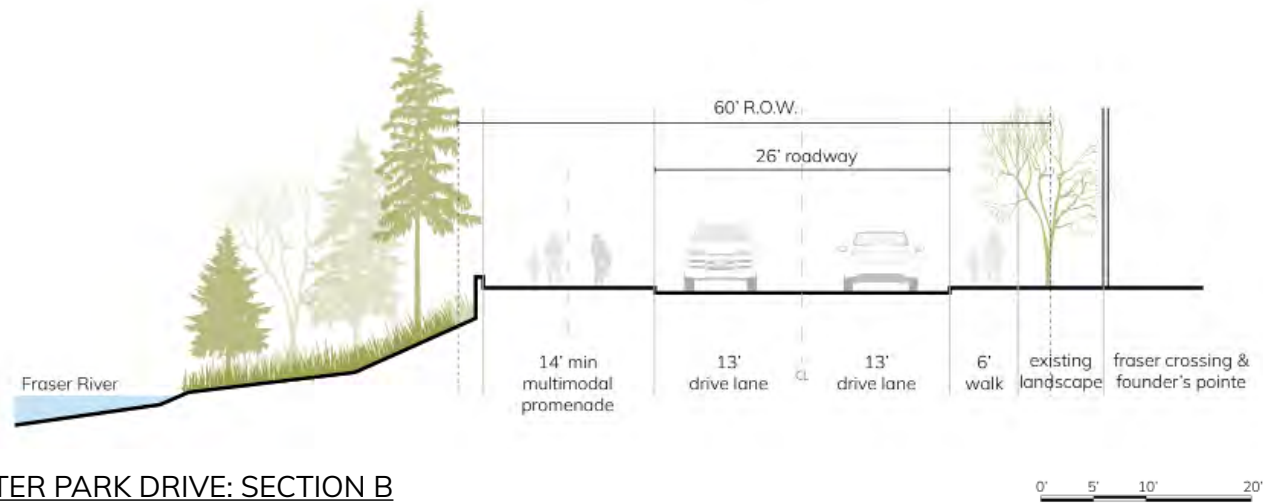 60' R.O.W.
26' roadway
Fraser River
14' min
multimodal
promenade
13'
drive lane
CL
13'
drive lane
6'
walk
existing
landscape
fraser crossing &
founder's pointe
TER PARK DRIVE: SECTION B
0' 5' 10' 20'